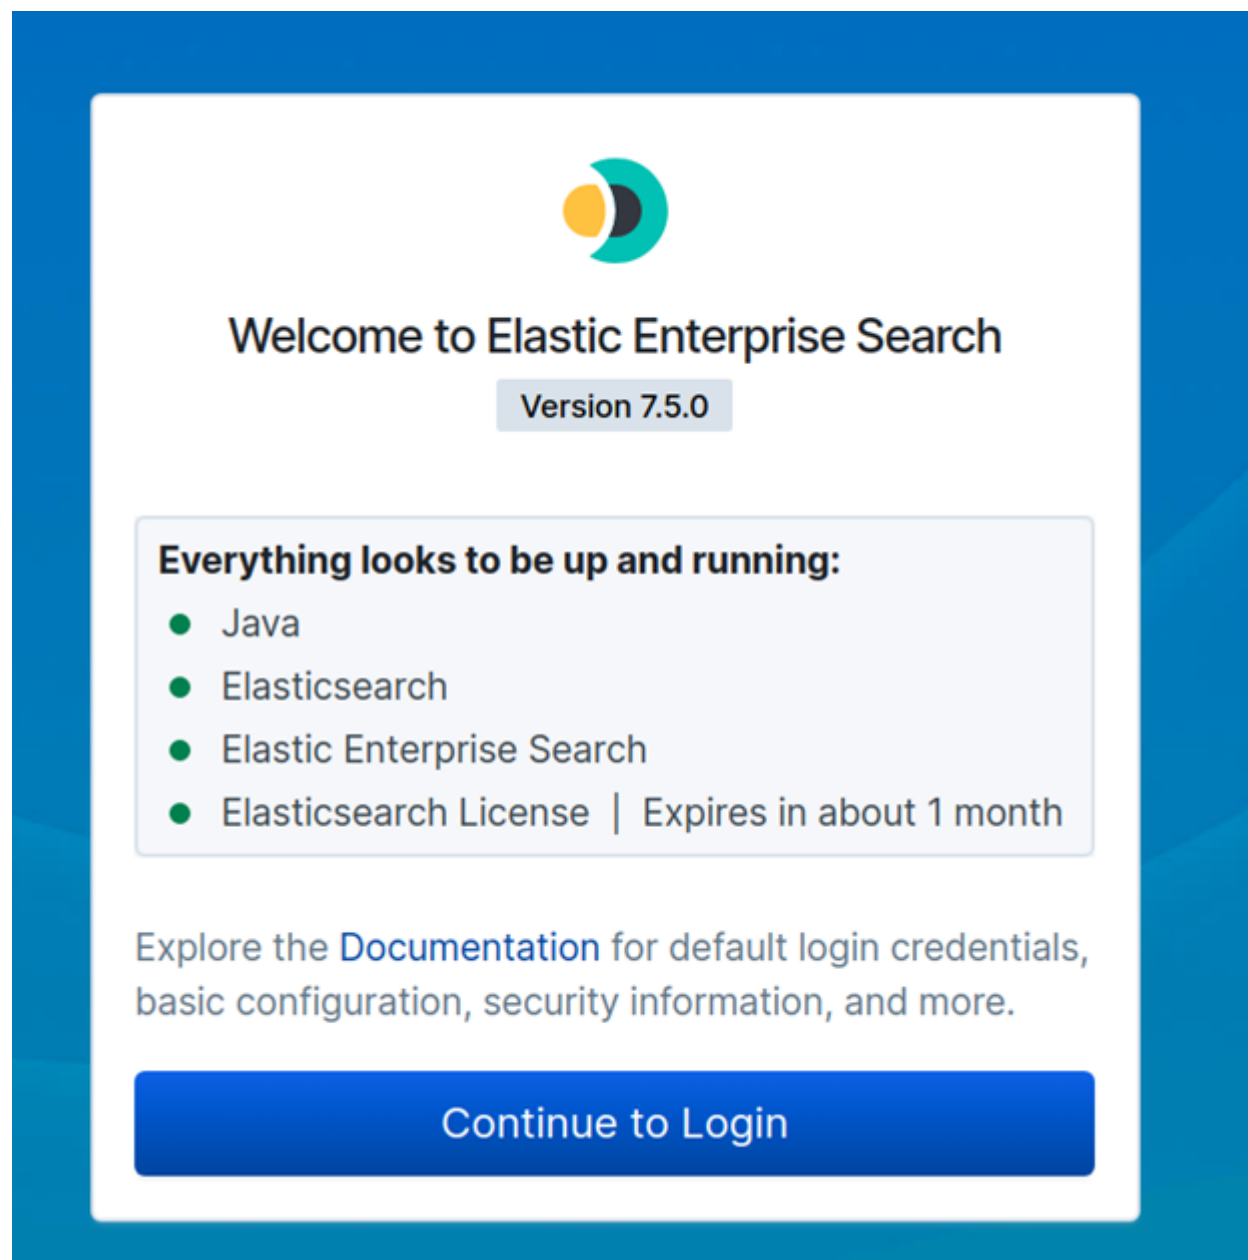 Welcome to Elastic Enterprise Search
Version 7.5.0
Everything looks to be up and running:
Java
Elasticsearch
Elastic Enterprise Search
Elasticsearch License | Expires in about 1 month
Explore the Documentation for default login credentials,
basic configuration, security information, and more.
Continue to Login